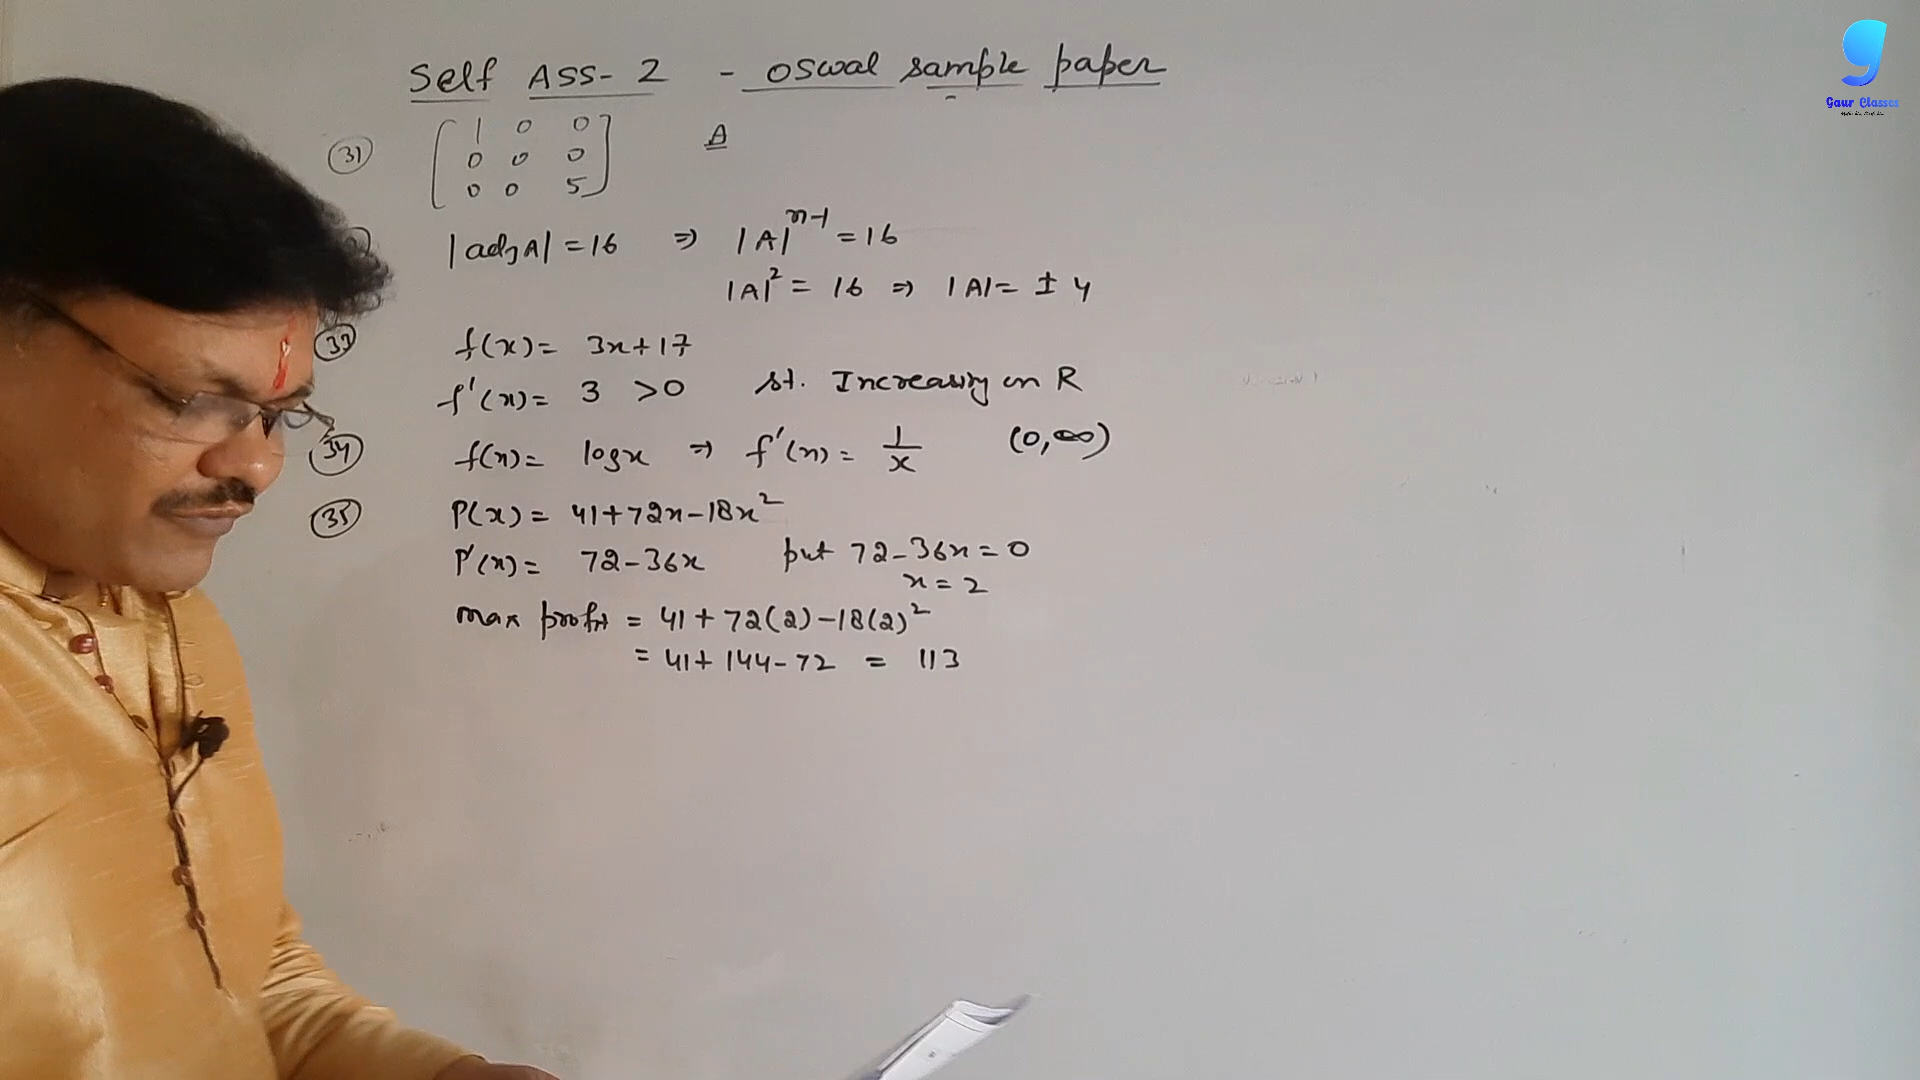 Self ASS-2 - oswal sample paper
(31) [1 0 0 A
0 0 0
0 0 5]
|adjA| = 16 ⇒ |A|ⁿ⁻¹ = 16
|A|² = 16 ⇒ |A| = ± 4
(33) f(x) = 3x+17
f'(x) = 3 >0 st. Increasing on R
(34) f(x) = logx ⇒ f'(x) = 1/x (0,∞)
(35) P(x) = 41+72x-18x²
P'(x) = 72-36x put 72-36x = 0
x = 2
max profit = 41+72(2)-18(2)²
= 41+144-72 = 113
g
Gaur Classes